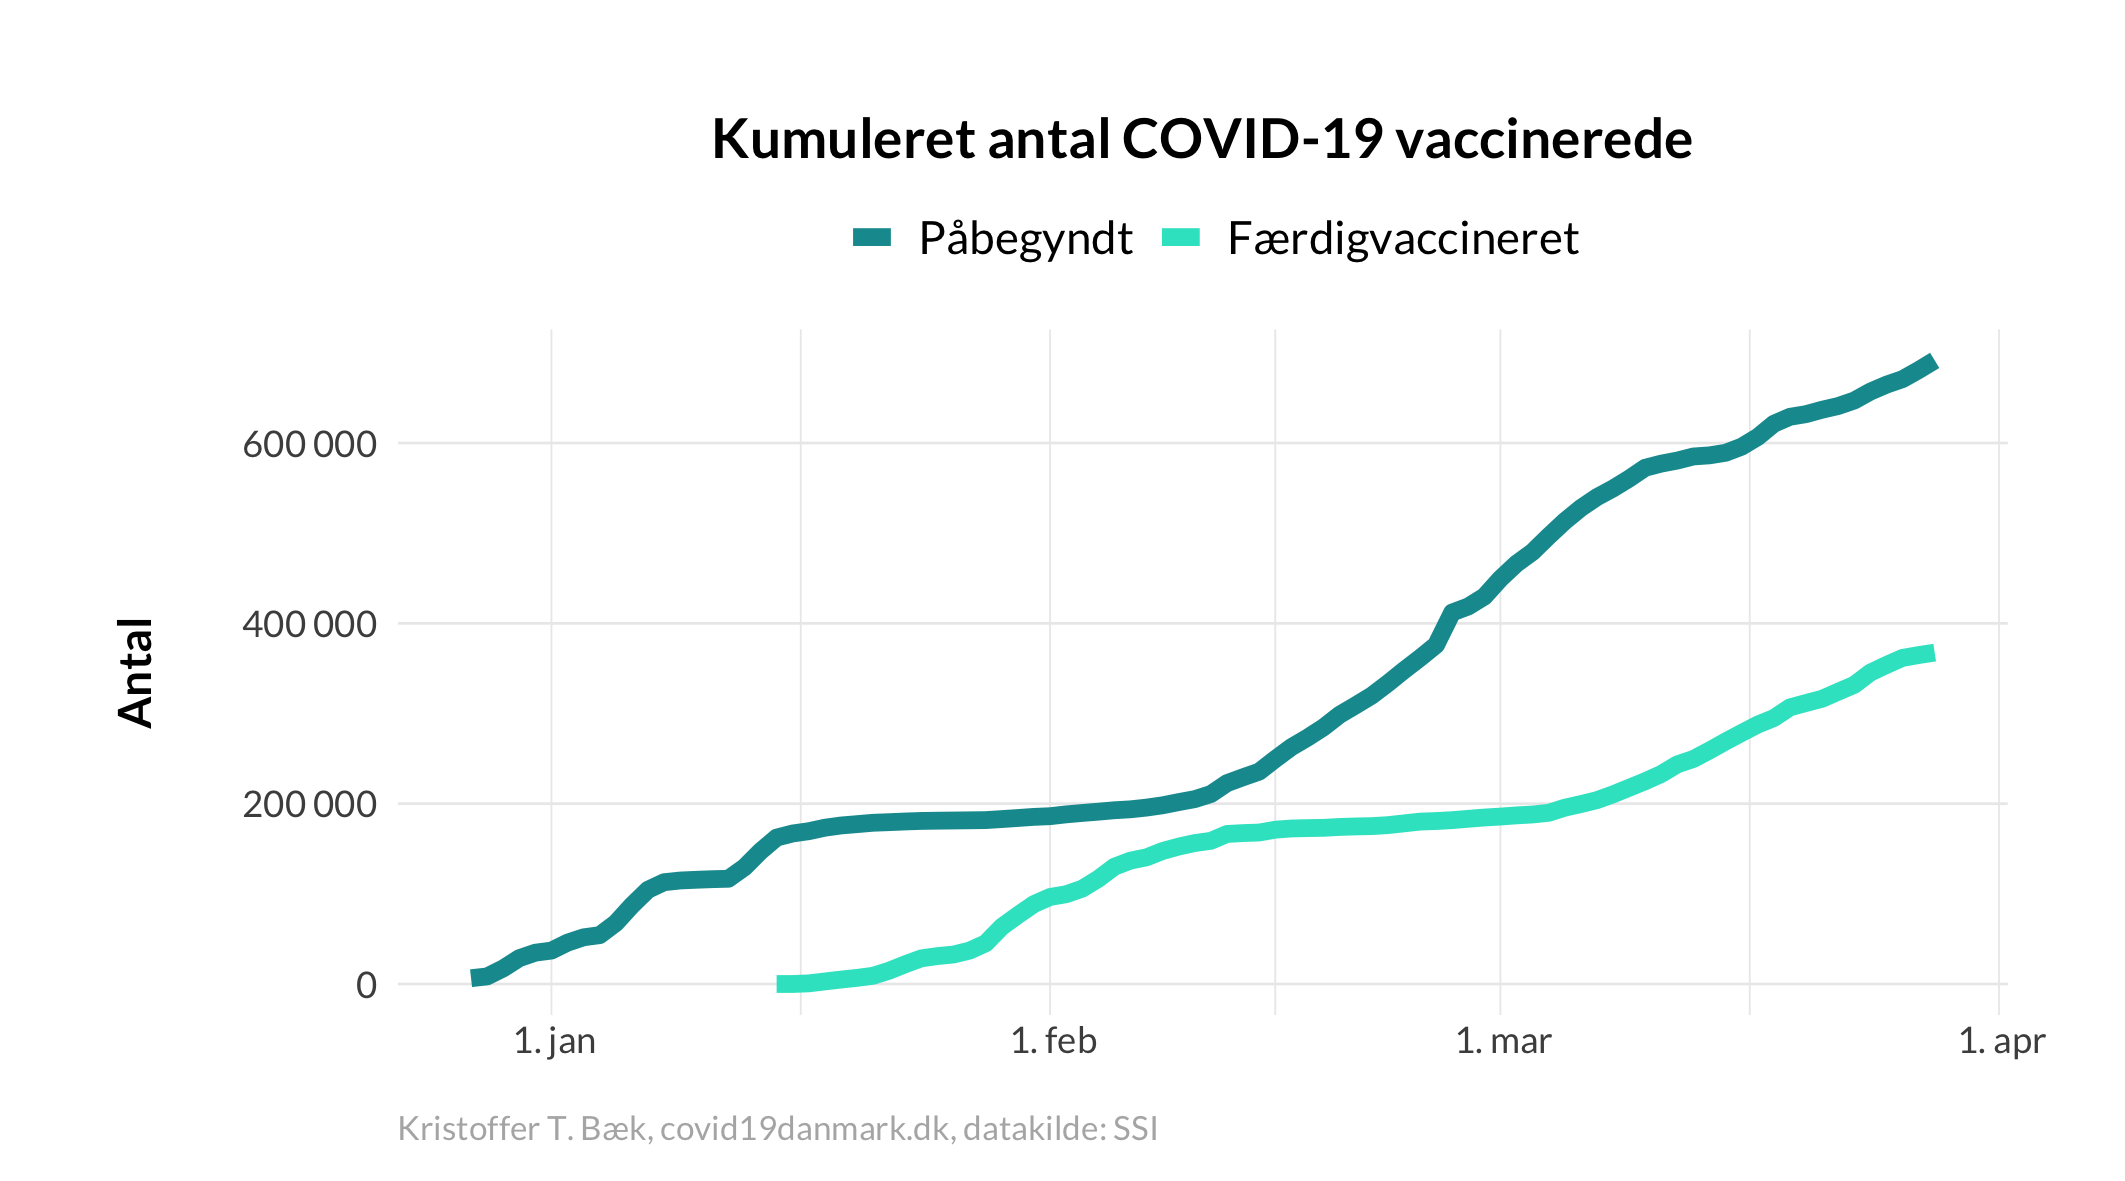 Kumuleret antal COVID-19 vaccinerede
Påbegyndt Færdigvaccineret
Antal
600 000
400 000
200 000
0
1. jan 1. feb 1. mar 1. apr
Kristoffer T. Bæk, covid19danmark.dk, datakilde: SSI